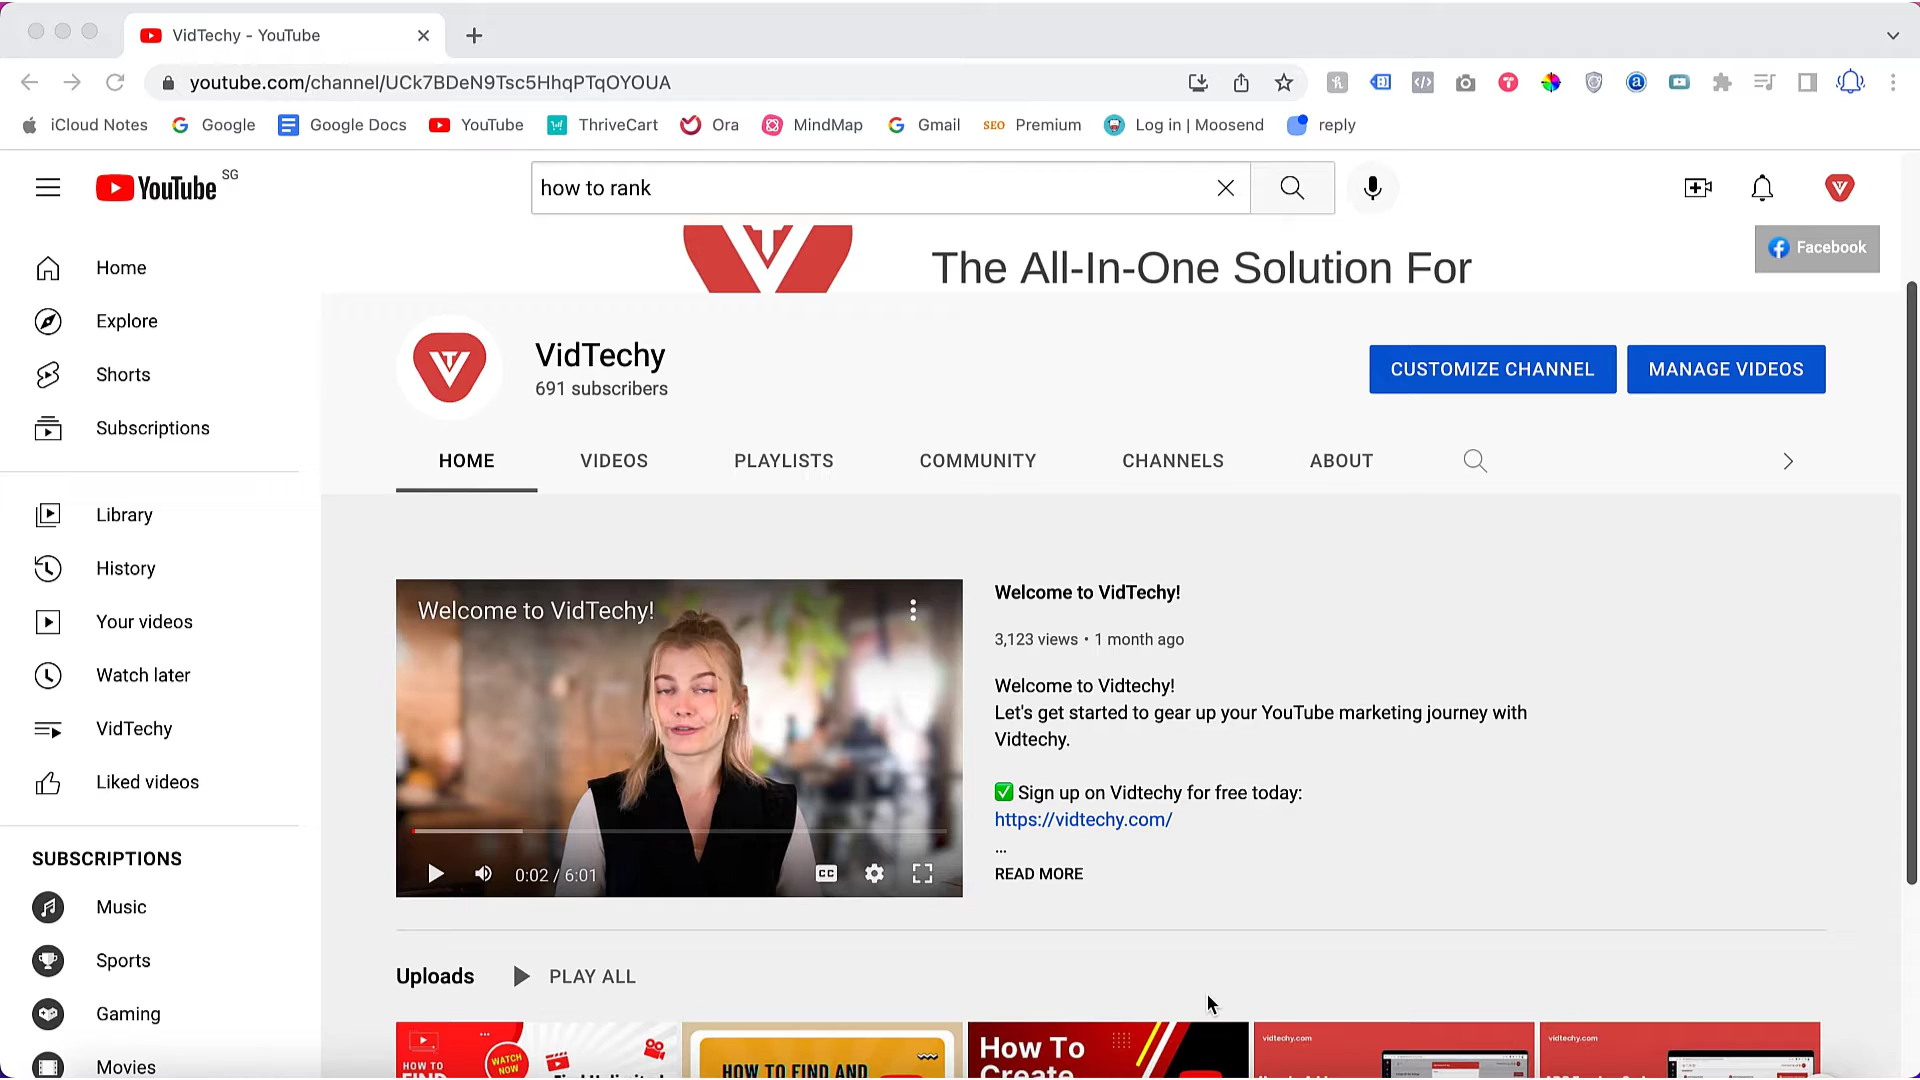 VidTechy - YouTube
youtube.com/channel/UCk7BDeN9Tsc5HhqPTqOYOUA
iCloud Notes
Google
Google Docs
YouTube
ThriveCart
Ora
MindMap
Gmail
SEO Premium
Log in | Moosend
reply
YouTube SG
how to rank
The All-In-One Solution For
Facebook
Home
Explore
Shorts
Subscriptions
Library
History
Your videos
Watch later
VidTechy
Liked videos
SUBSCRIPTIONS
Music
Sports
Gaming
Movies
VidTechy
691 subscribers
CUSTOMIZE CHANNEL
MANAGE VIDEOS
HOME
VIDEOS
PLAYLISTS
COMMUNITY
CHANNELS
ABOUT
Welcome to VidTechy!
CC
0:02 / 6:01
Welcome to VidTechy!
3,123 views • 1 month ago
Welcome to Vidtechy!
Let's get started to gear up your YouTube marketing journey with
Vidtechy.
✅ Sign up on Vidtechy for free today:
https://vidtechy.com/
...
READ MORE
Uploads
PLAY ALL
HOW TO
FIND
WATCH
NOW
HOW TO FIND AND
How To
Create
vidtechy.com
vidtechy.com